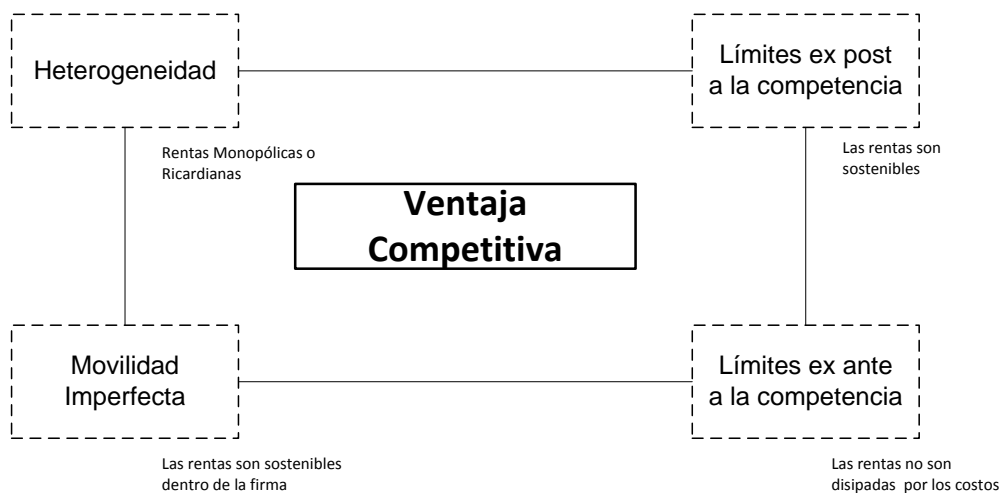 Heterogeneidad
Límites ex post
a la competencia
Rentas Monopólicas o
Ricardianas
Las rentas son
sostenibles
Ventaja
Competitiva
Movilidad
Imperfecta
Límites ex ante
a la competencia
Las rentas son sostenibles
dentro de la firma
Las rentas no son
disipadas por los costos